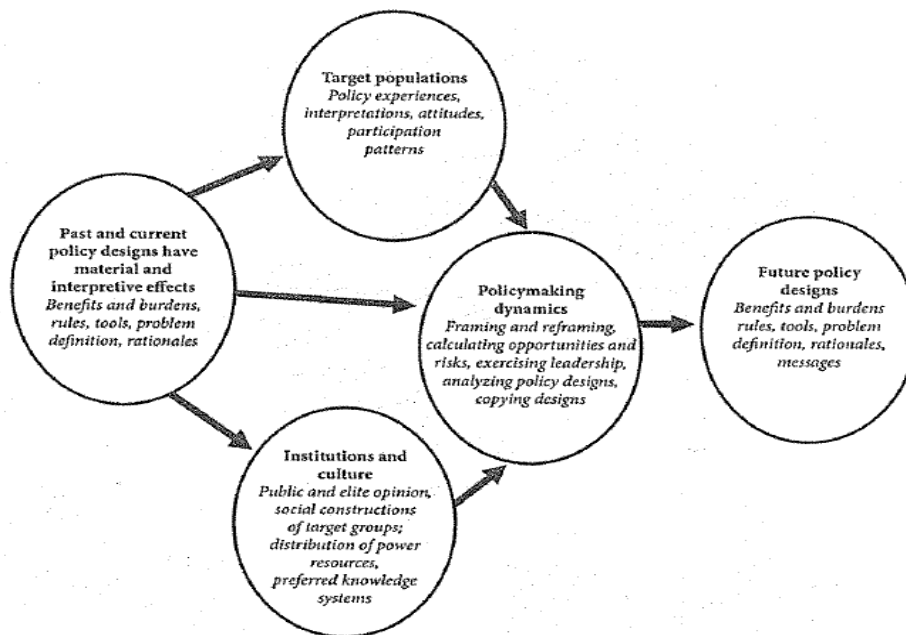 Target populations
Policy experiences,
interpretations, attitudes,
participation
patterns
Past and current
policy designs have
material and
interpretive effects
Benefits and burdens,
rules, tools, problem
definition, rationales
Policymaking
dynamics
Framing and reframing,
calculating opportunities and
risks, exercising leadership,
analyzing policy designs,
copying designs
Future policy
designs
Benefits and burdens
rules, tools, problem
definition, rationales,
messages
Institutions and
culture
Public and elite opinion,
social constructions
of target groups;
distribution of power
resources,
preferred knowledge
systems